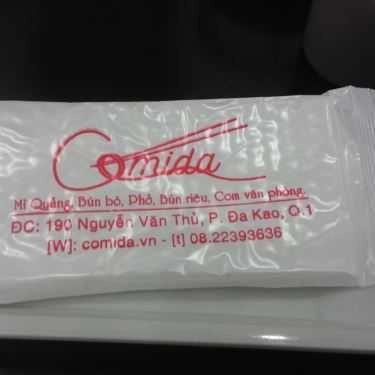 Comida
Mì Quảng, Bún bò, Phở, Bún riêu, Cơm văn phòng.
ĐC: 190 Nguyễn Văn Thủ, P. Đa Kao, Q.1
[W]: comida.vn - [t] 08.22393636